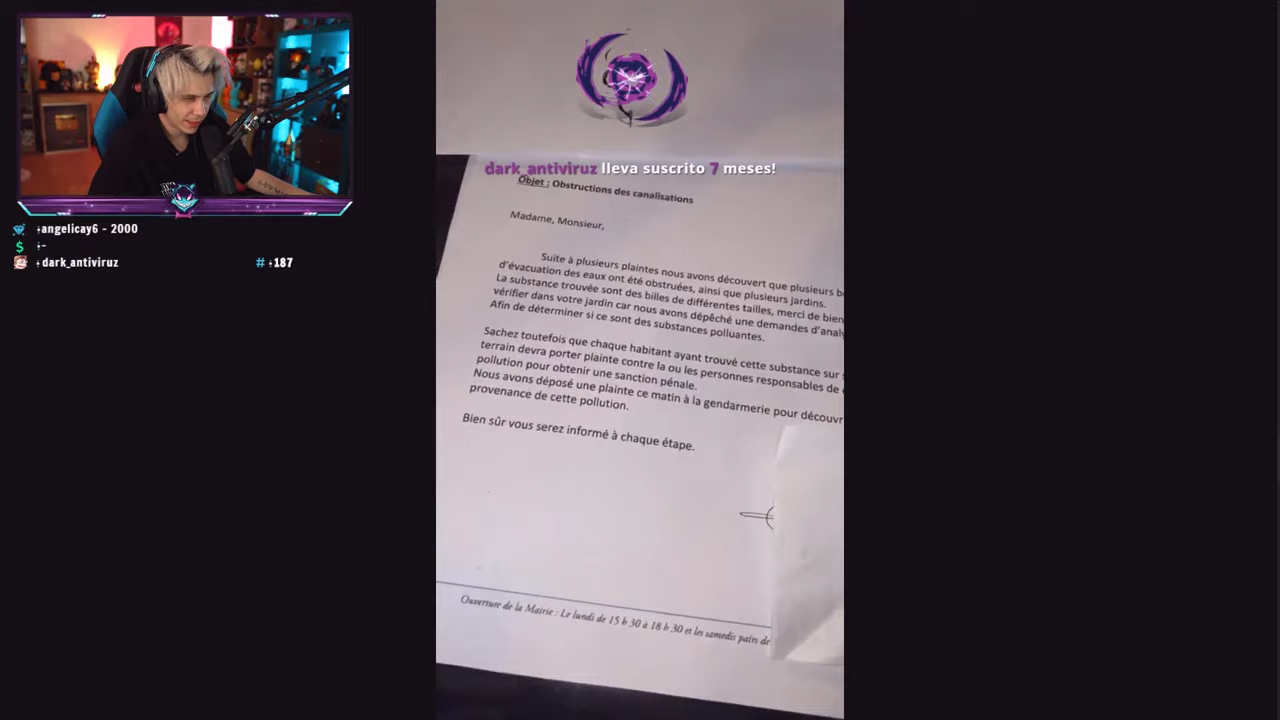 dark_antiviruz lleva suscrito 7 meses!
angelicay6 - 2000
-
dark_antiviruz
# 187
Objet : Obstructions des canalisations
Madame, Monsieur,
Suite à plusieurs plaintes nous avons découvert que plusieurs
d'évacuation des eaux ont été obstruées, ainsi que plusieurs jardins.
La substance trouvée sont des billes de différentes tailles, merci de bien
vérifier dans votre jardin car nous avons dépêché une demandes d'analy
Afin de déterminer si ce sont des substances polluantes.
Sachez toutefois que chaque habitant ayant trouvé cette substance sur
terrain devra porter plainte contre la ou les personnes responsables de
pollution pour obtenir une sanction pénale.
Nous avons déposé une plainte ce matin à la gendarmerie pour découvr
provenance de cette pollution.
Bien sûr vous serez informé à chaque étape.
Ouverture de la Mairie : Le lundi de 15 h 30 à 18 h 30 et les samedis pairs de